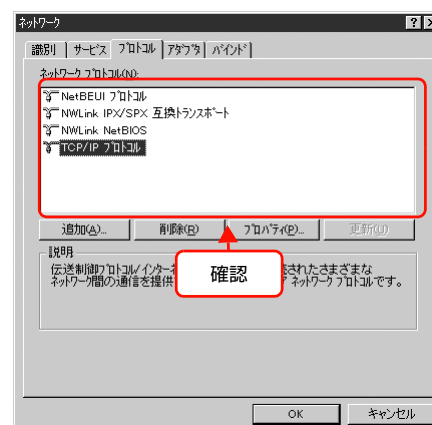 ネットワーク
識別 サービス プロトコル アダプタ バインド
ネットワーク プロトコル(N):
NetBEUI プロトコル
NWLink IPX/SPX 互換トランスポート
NWLink NetBIOS
TCP/IP プロトコル
追加(A)... 削除(R) プロパティ(P)... 更新(U)
説明
伝送制御プロトコル/インターネ されたさまざまな
ネットワーク間の通信を提供 ネットワーク プロトコルです。
確認
OK キャンセル